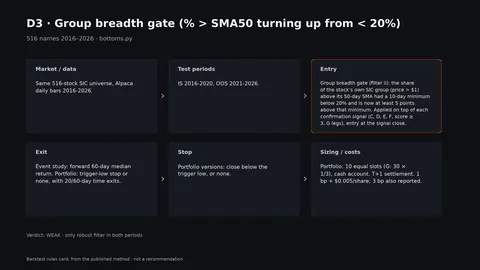 D3 · Group breadth gate (% > SMA50 turning up from < 20%)
516 names 2016–2026 · bottoms.py
Market / data
Same 516-stock SIC universe, Alpaca
daily bars 2016-2026.
Test periods
IS 2016-2020, OOS 2021-2026.
Entry
Group breadth gate (filter ii): the share
of the stock's own SIC group (price > $1)
above its 50-day SMA had a 10-day minimum
below 20% and is now at least 5 points
above that minimum. Applied on top of each
confirmation signal (C, D, E, F, score ≥
3, G legs), entry at the signal close.
Exit
Event study: forward 60-day median
return. Portfolio: trigger-low stop or
none, with 20/60-day time exits.
Stop
Portfolio versions: close below the
trigger low, or none.
Sizing / costs
Portfolio: 10 equal slots (G: 30 ×
1/3), cash account, T+1 settlement. 1
bp + $0.005/share; 3 bp also reported.
Verdict: WEAK · only robust filter in both periods
Backtest rules card, from the published method · not a recommendation